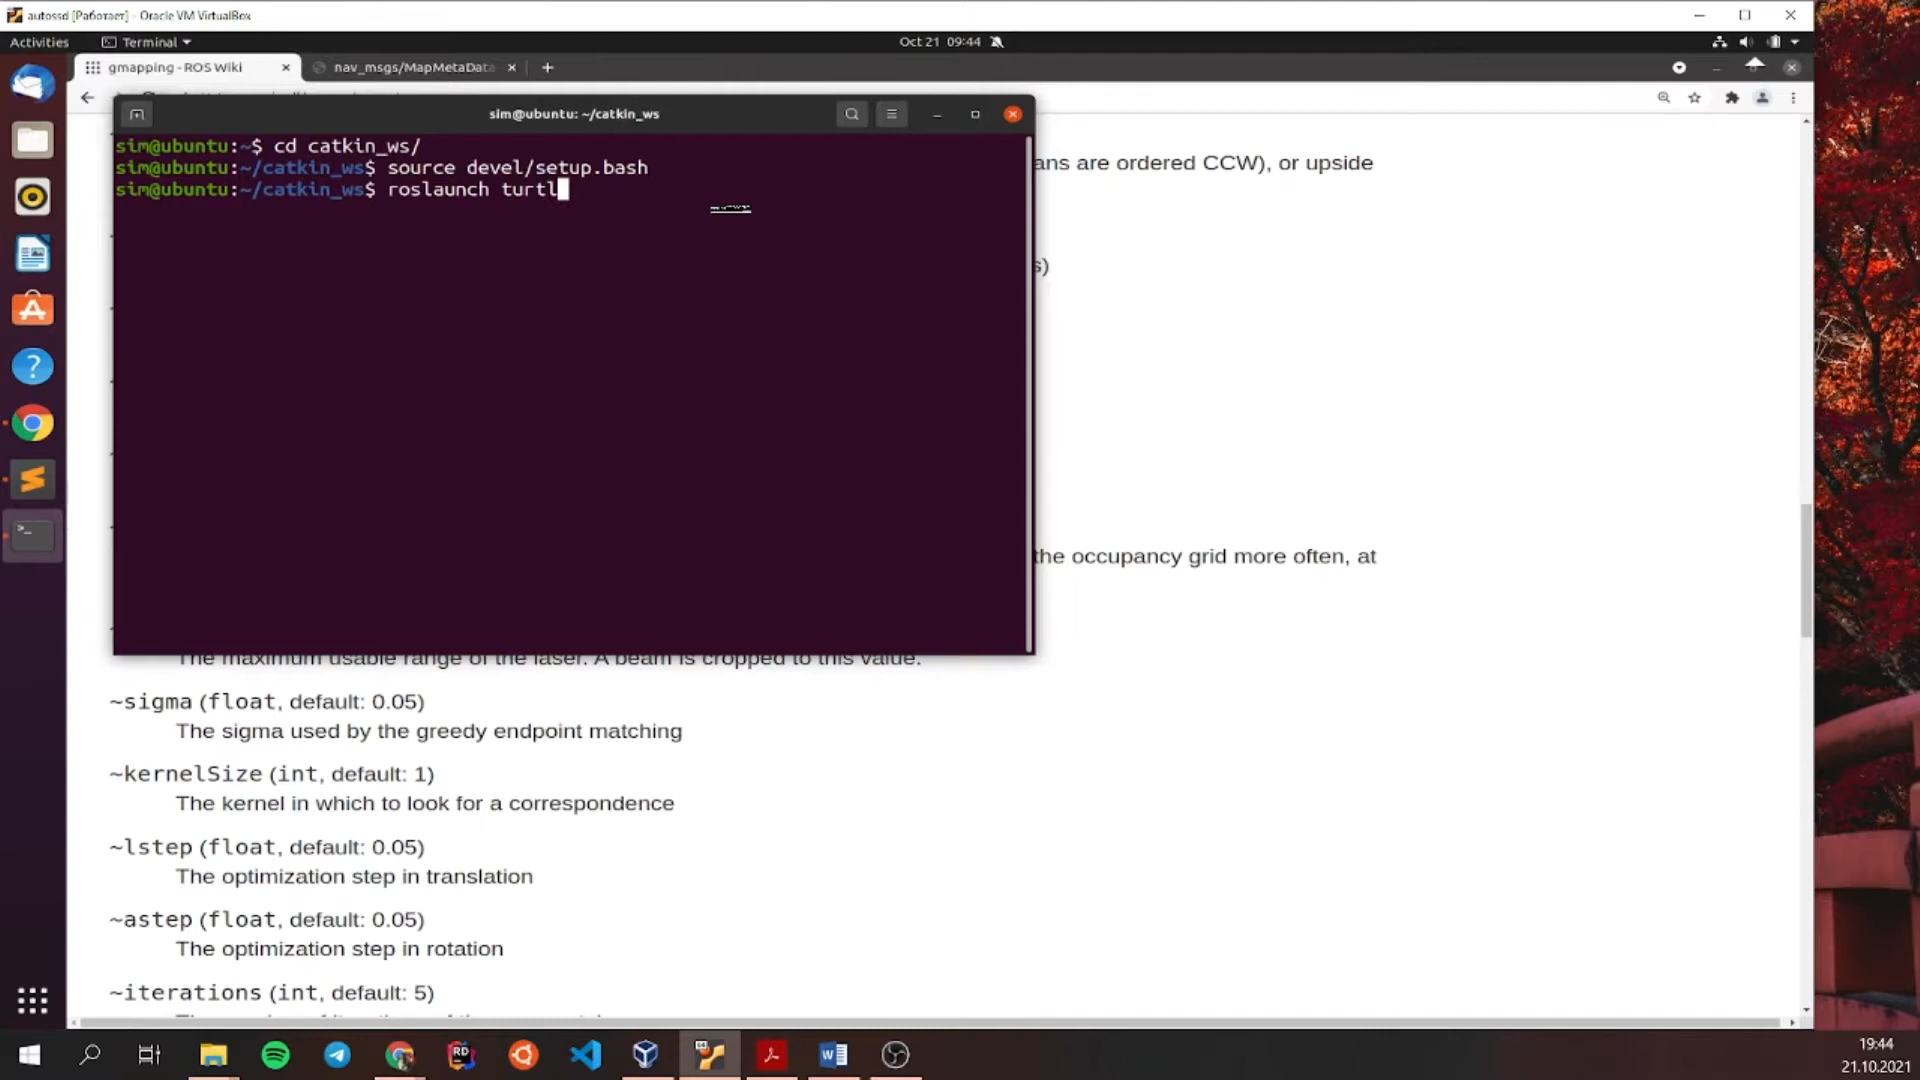 autossd [Работает] - Oracle VM VirtualBox
Activities
Terminal
Oct 21 09:44
gmapping - ROS Wiki
nav_msgs/MapMetaData
sim@ubuntu: ~/catkin_ws
sim@ubuntu:~$ cd catkin_ws/
sim@ubuntu:~/catkin_ws$ source devel/setup.bash
sim@ubuntu:~/catkin_ws$ roslaunch turtl
ans are ordered CCW), or upside
s)
the occupancy grid more often, at
The maximum usable range of the laser. A beam is cropped to this value.
~sigma (float, default: 0.05)
The sigma used by the greedy endpoint matching
~kernelSize (int, default: 1)
The kernel in which to look for a correspondence
~lstep (float, default: 0.05)
The optimization step in translation
~astep (float, default: 0.05)
The optimization step in rotation
~iterations (int, default: 5)
19:44
21.10.2021